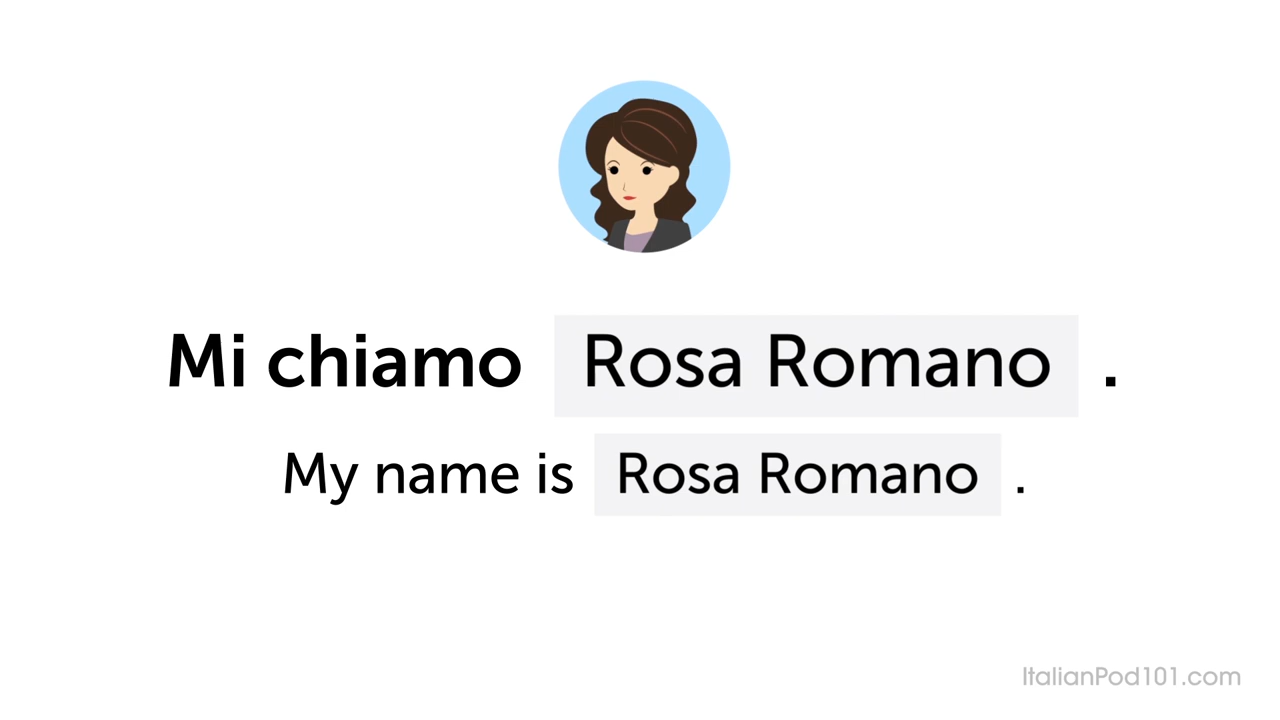 Mi chiamo Rosa Romano .
My name is Rosa Romano .
ItalianPod101.com